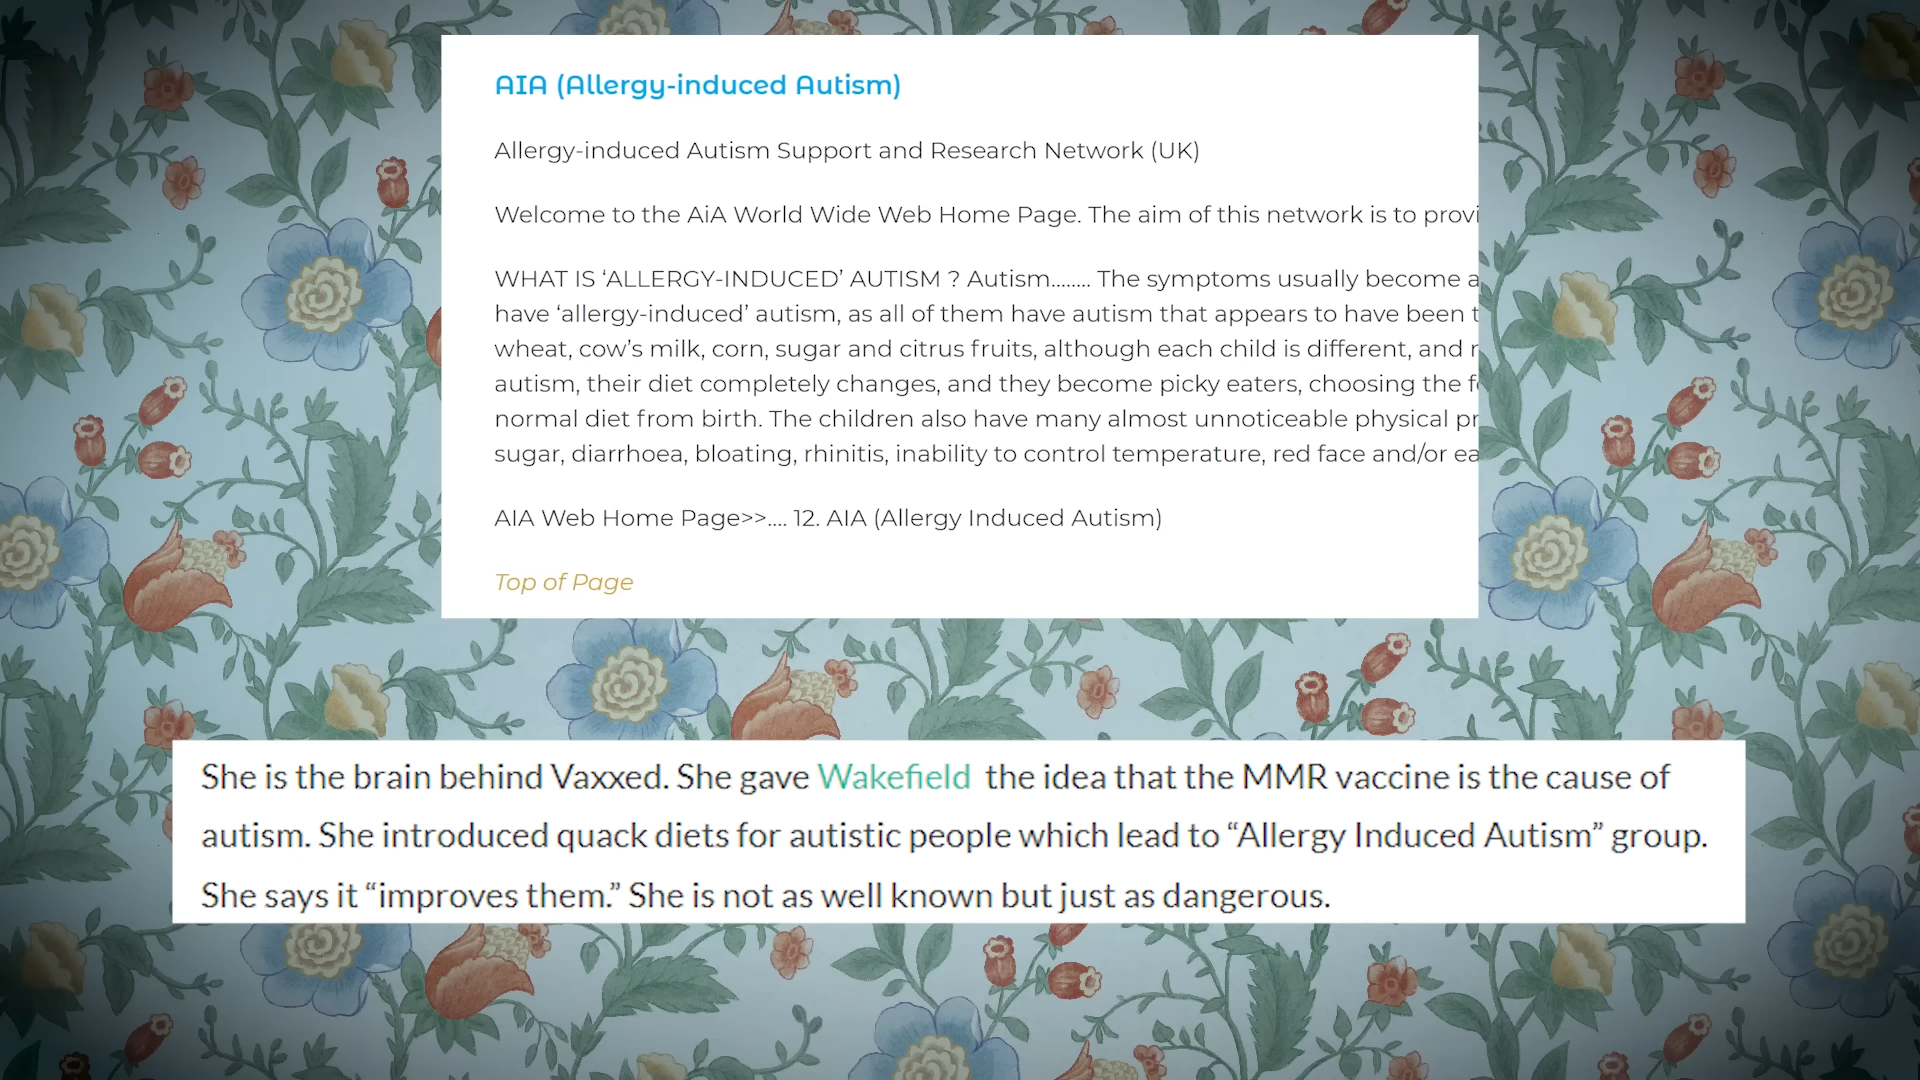 AIA (Allergy-induced Autism)
Allergy-induced Autism Support and Research Network (UK)
Welcome to the AiA World Wide Web Home Page. The aim of this network is to provi
WHAT IS ‘ALLERGY-INDUCED’ AUTISM ? Autism........ The symptoms usually become a
have ‘allergy-induced’ autism, as all of them have autism that appears to have been t
wheat, cow’s milk, corn, sugar and citrus fruits, although each child is different, and r
autism, their diet completely changes, and they become picky eaters, choosing the f
normal diet from birth. The children also have many almost unnoticeable physical pr
sugar, diarrhoea, bloating, rhinitis, inability to control temperature, red face and/or ea
AIA Web Home Page>>.... 12. AIA (Allergy Induced Autism)
Top of Page
She is the brain behind Vaxxed. She gave Wakefield the idea that the MMR vaccine is the cause of
autism. She introduced quack diets for autistic people which lead to “Allergy Induced Autism” group.
She says it “improves them.” She is not as well known but just as dangerous.